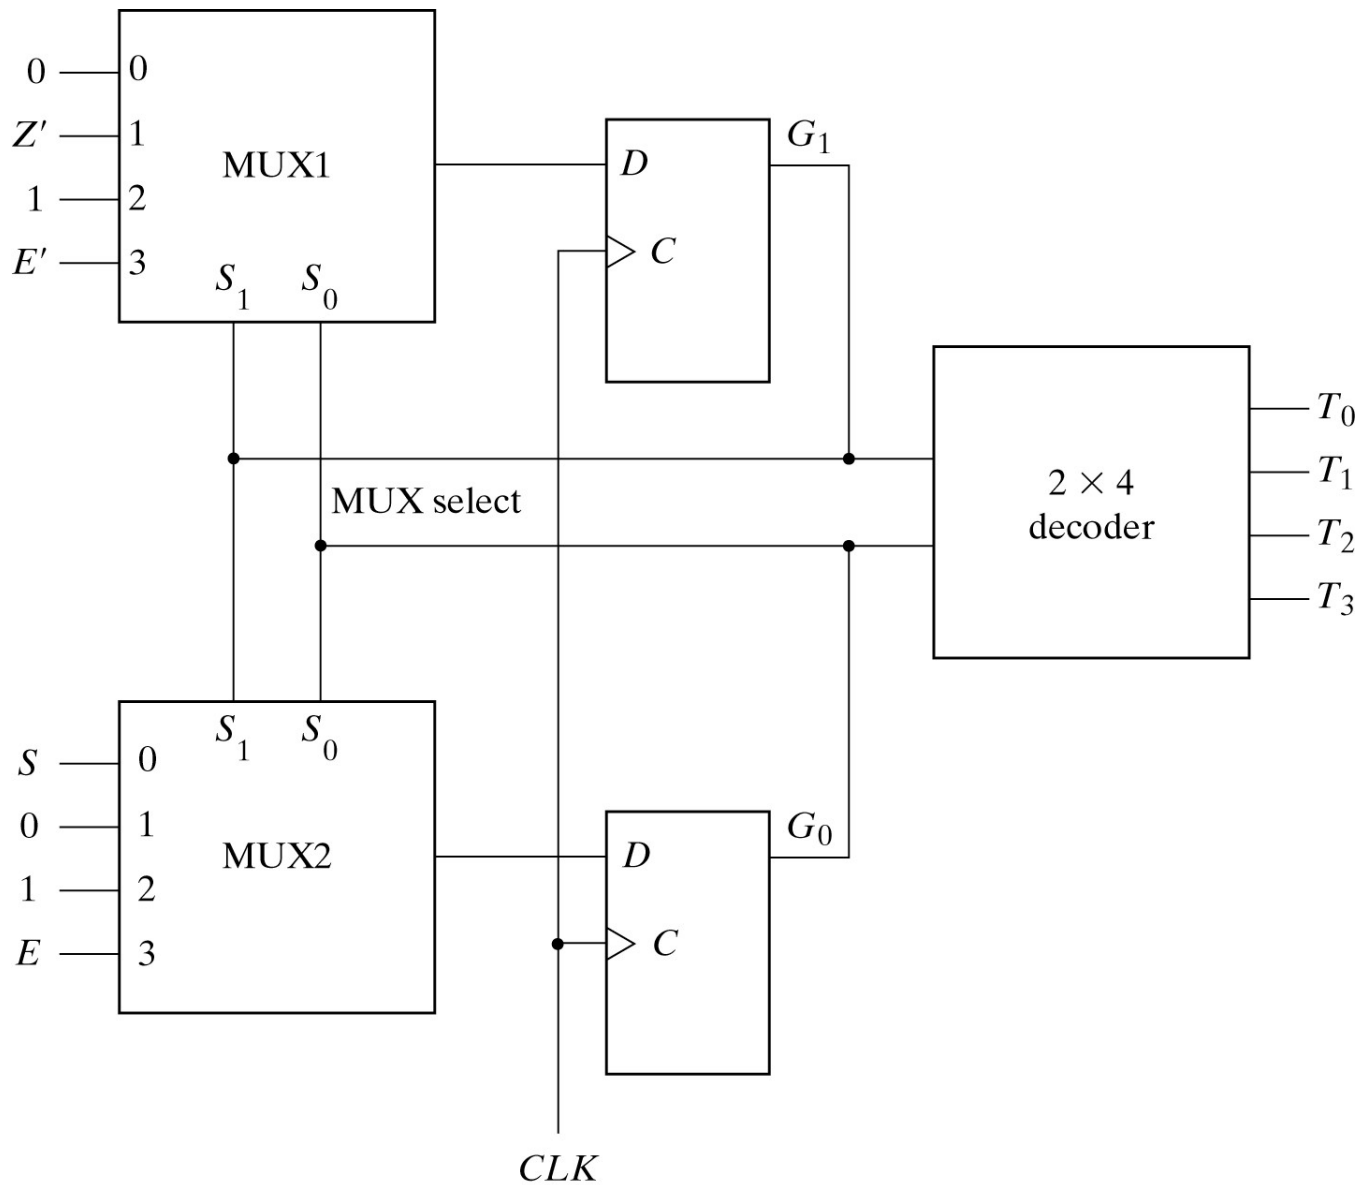 0 0
Z′ 1
1 2
E′ 3
MUX1
S₁ S₀
D
C
G₁
MUX select
2 × 4
decoder
T₀
T₁
T₂
T₃
S₁ S₀
S 0
0 1
1 2
E 3
MUX2
D
C
G₀
CLK